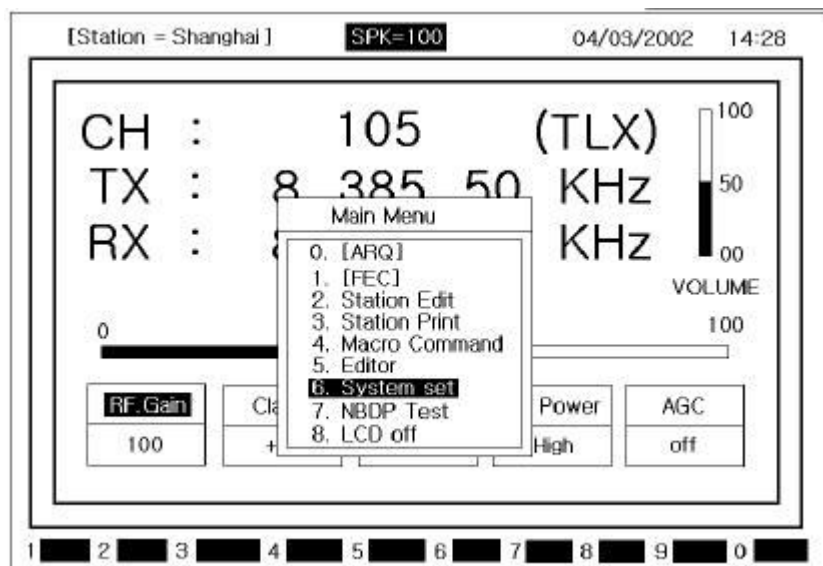 [Station = Shanghai] SPK=100 04/03/2002 14:28
CH : 105 (TLX)
TX : 8 385 50 KHz
RX : KHz
100
50
00
VOLUME
Main Menu
0. [ARQ]
1. [FEC]
2. Station Edit
3. Station Print
4. Macro Command
5. Editor
6. System set
7. NBDP Test
8. LCD off
0 100
RF.Gain Power AGC
100 High off
1 2 3 4 5 6 7 8 9 0